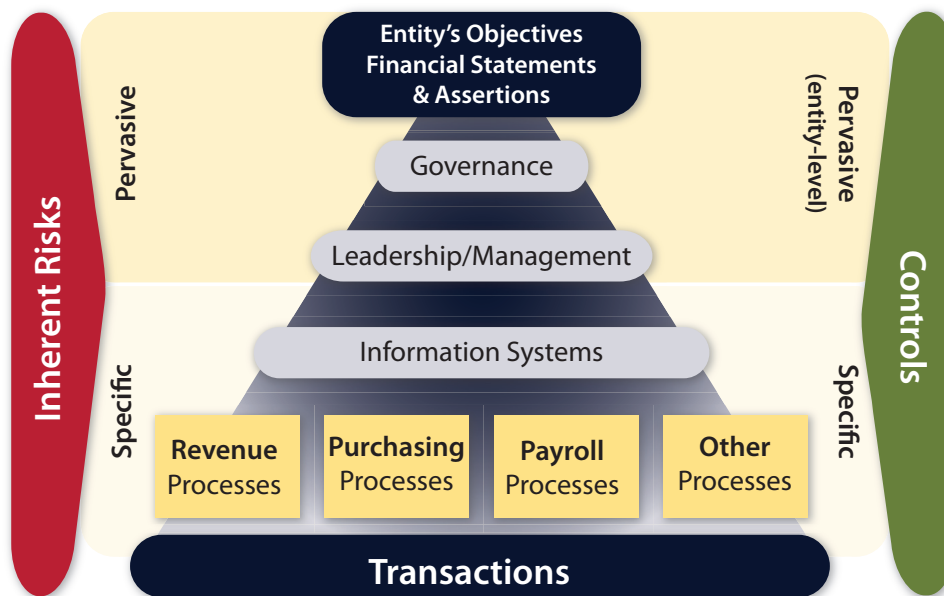 Entity’s Objectives
Financial Statements
& Assertions
Pervasive
Pervasive
(entity-level)
Governance
Leadership/Management
Inherent Risks
Controls
Information Systems
Specific
Specific
Revenue
Processes
Purchasing
Processes
Payroll
Processes
Other
Processes
Transactions